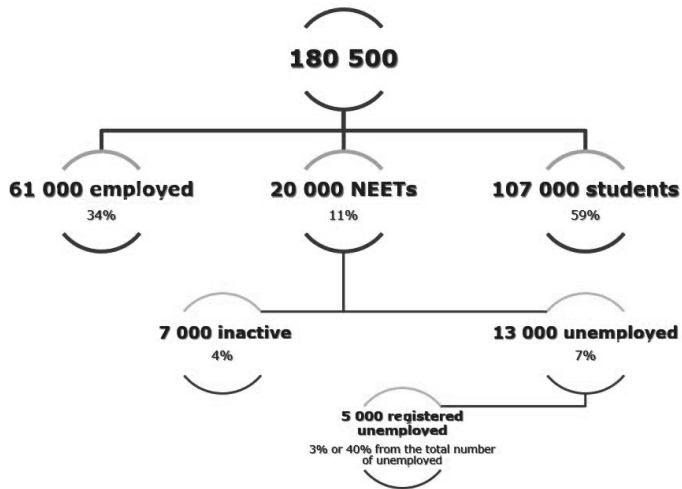 180 500
61 000 employed
34%
20 000 NEETs
11%
107 000 students
59%
7 000 inactive
4%
13 000 unemployed
7%
5 000 registered
unemployed
3% or 40% from the total number
of unemployed